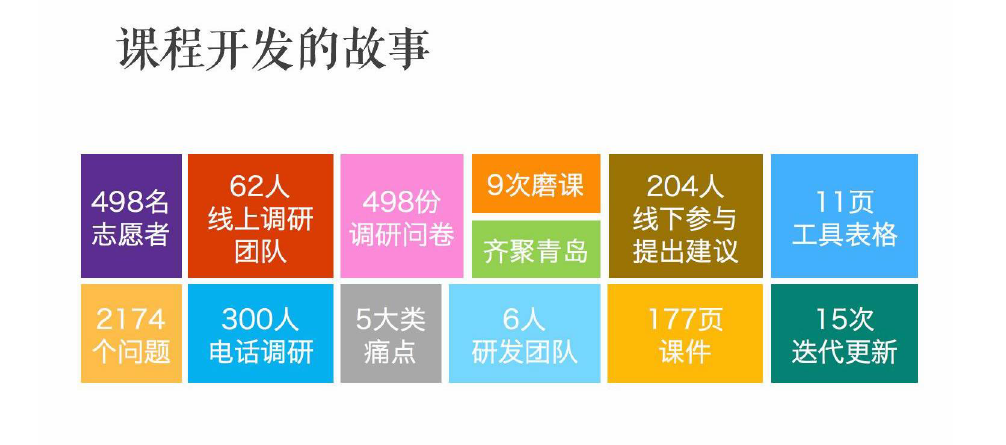 课程开发的故事
498名
志愿者
62人
线上调研
团队
498份
调研问卷
9次磨课
齐聚青岛
204人
线下参与
提出建议
11页
工具表格
2174
个问题
300人
电话调研
5大类
痛点
6人
研发团队
177页
课件
15次
迭代更新